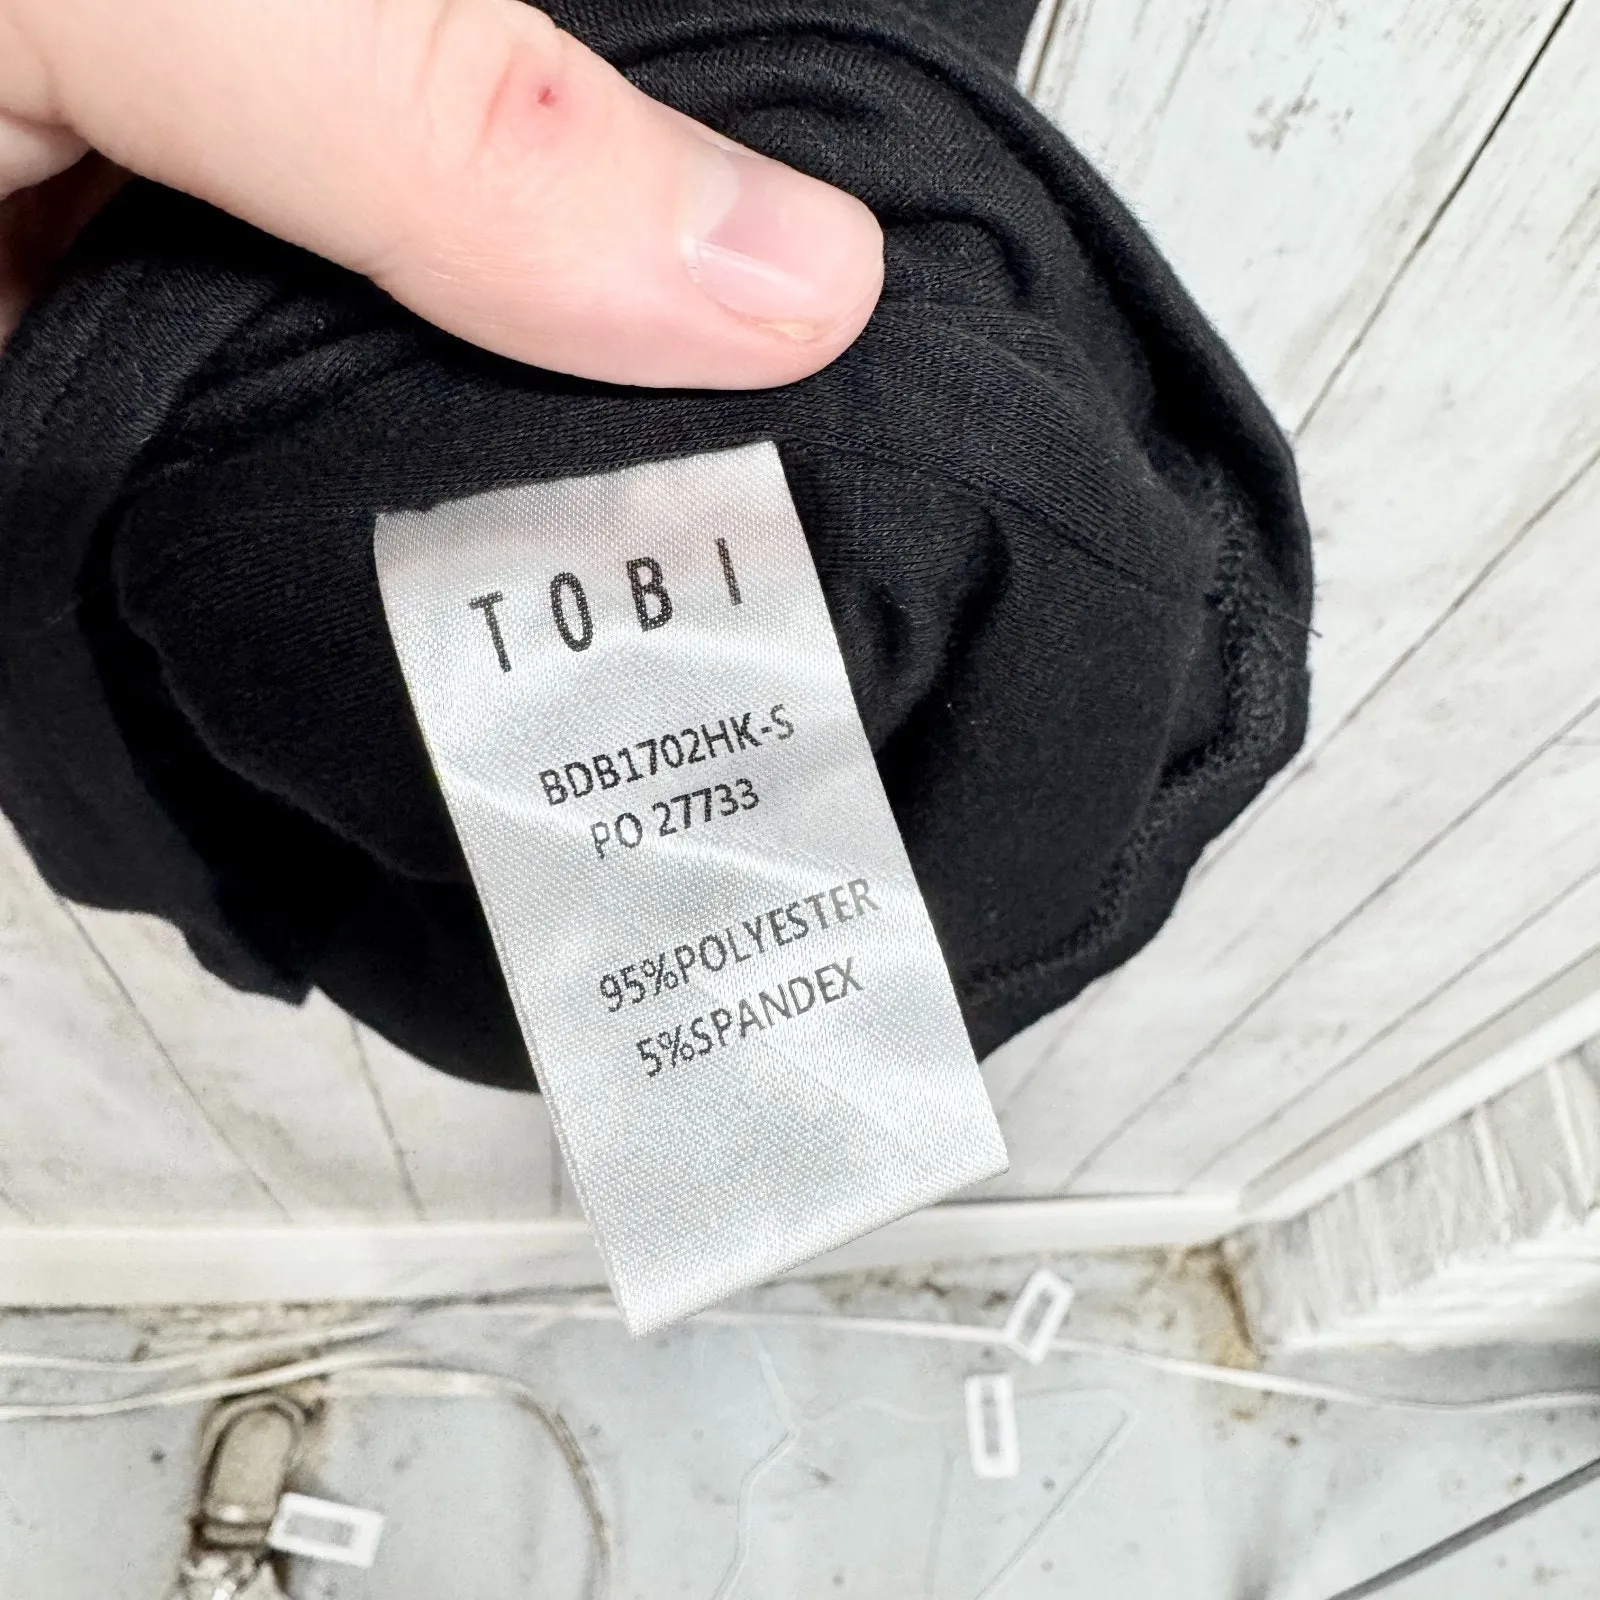 TOBI
BDB1702HK-S
PO 27733
95%POLYESTER
5%SPANDEX